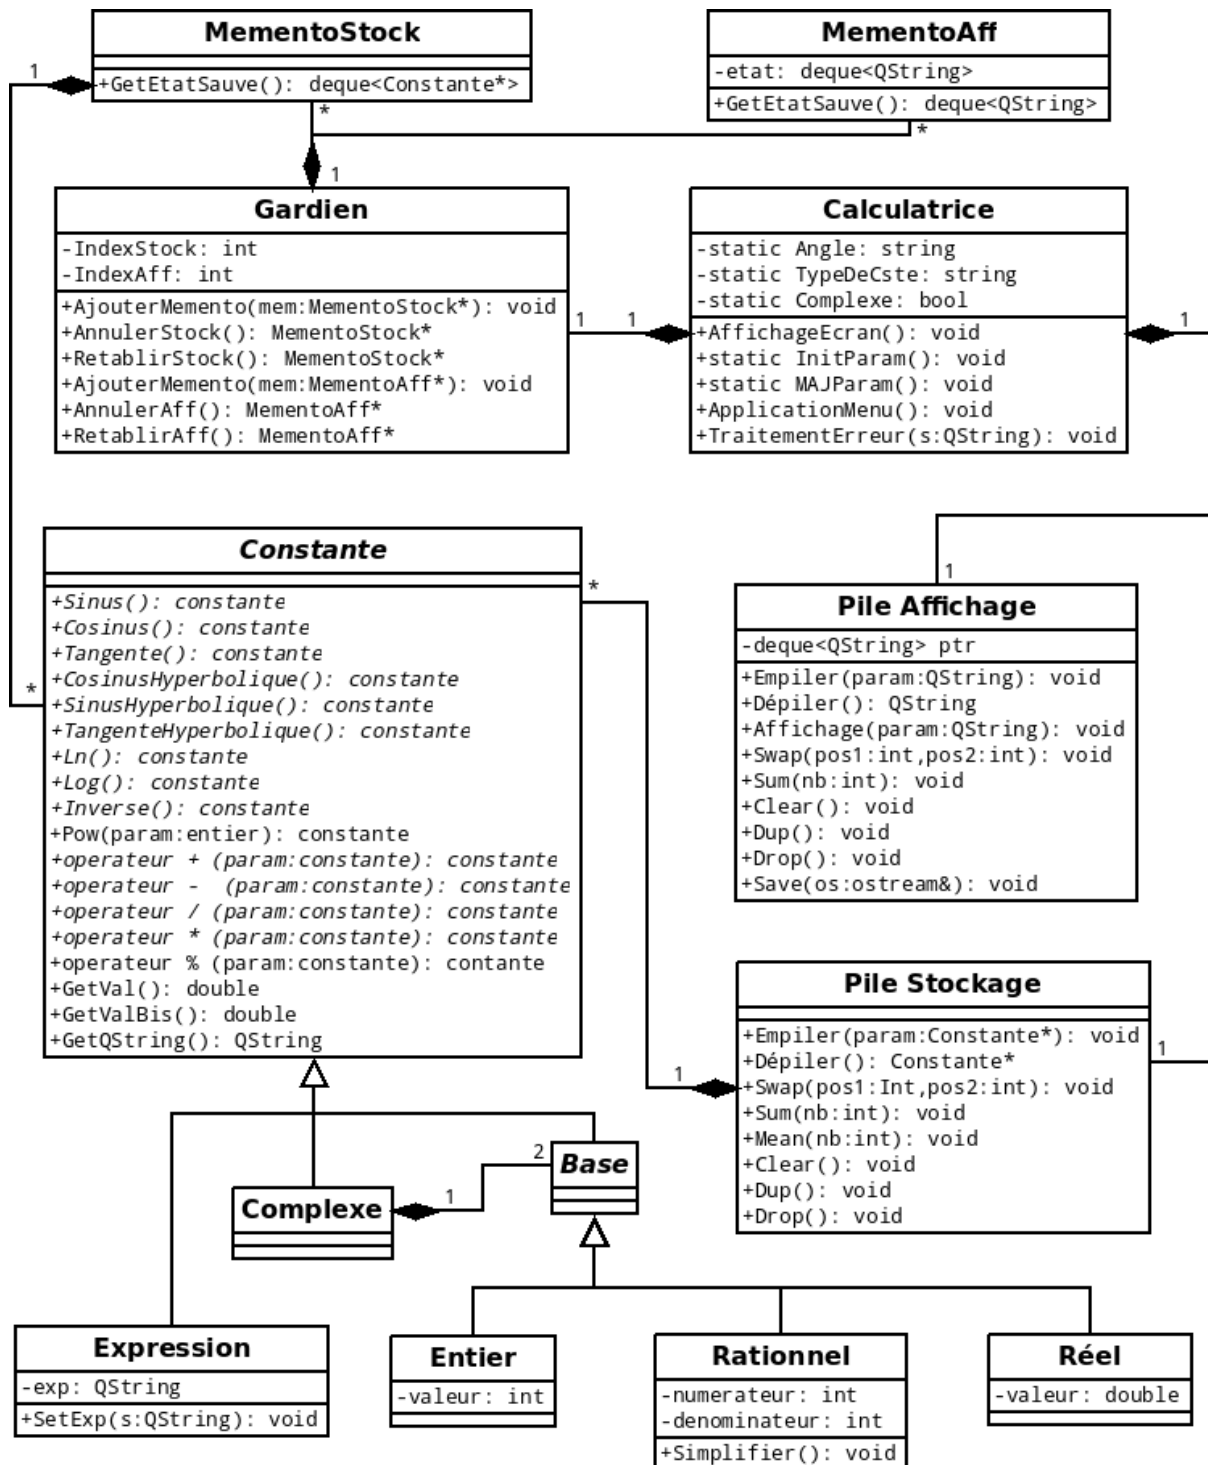 MementoStock
+GetEtatSauve(): deque<Constante*>
MementoAff
-etat: deque<QString>
+GetEtatSauve(): deque<QString>
1
*
*
1
Gardien
-IndexStock: int
-IndexAff: int
+AjouterMemento(mem:MementoStock*): void
+AnnulerStock(): MementoStock*
+RetablirStock(): MementoStock*
+AjouterMemento(mem:MementoAff*): void
+AnnulerAff(): MementoAff*
+RetablirAff(): MementoAff*
1
1
Calculatrice
-static Angle: string
-static TypeDeCste: string
-static Complexe: bool
+AffichageEcran(): void
+static InitParam(): void
+static MAJParam(): void
+ApplicationMenu(): void
+TraitementErreur(s:QString): void
1
Constante
+Sinus(): constante
+Cosinus(): constante
+Tangente(): constante
+CosinusHyperbolique(): constante
+SinusHyperbolique(): constante
+TangenteHyperbolique(): constante
+Ln(): constante
+Log(): constante
+Inverse(): constante
+Pow(param:entier): constante
+operateur + (param:constante): constante
+operateur -  (param:constante): constante
+operateur / (param:constante): constante
+operateur * (param:constante): constante
+operateur % (param:constante): contante
+GetVal(): double
+GetValBis(): double
+GetQString(): QString
*
*
1
Pile Affichage
-deque<QString> ptr
+Empiler(param:QString): void
+Dépiler(): QString
+Affichage(param:QString): void
+Swap(pos1:int,pos2:int): void
+Sum(nb:int): void
+Clear(): void
+Dup(): void
+Drop(): void
+Save(os:ostream&): void
Pile Stockage
+Empiler(param:Constante*): void
+Dépiler(): Constante*
+Swap(pos1:Int,pos2:int): void
+Sum(nb:int): void
+Mean(nb:int): void
+Clear(): void
+Dup(): void
+Drop(): void
1
1
Complexe
1
2
Base
Expression
-exp: QString
+SetExp(s:QString): void
Entier
-valeur: int
Rationnel
-numerateur: int
-denominateur: int
+Simplifier(): void
Réel
-valeur: double